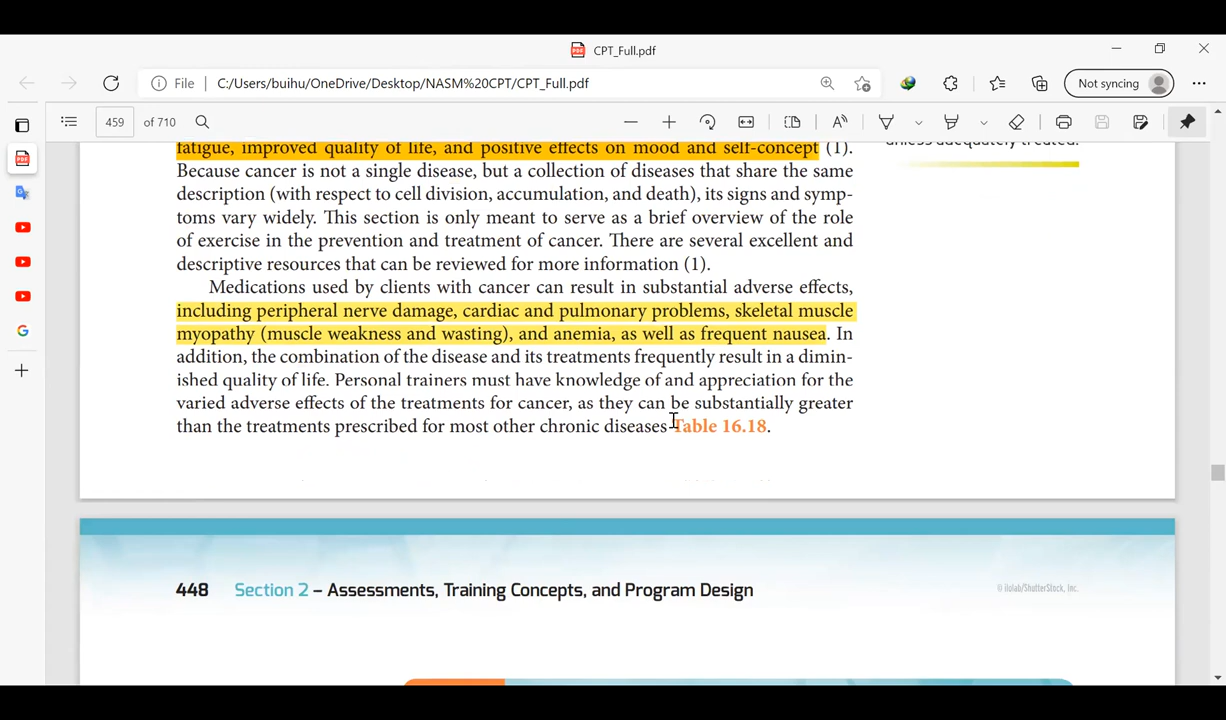 CPT_Full.pdf
File C:/Users/buihu/OneDrive/Desktop/NASM%20CPT/CPT_Full.pdf
Not syncing
459 of 710
fatigue, improved quality of life, and positive effects on mood and self-concept (1).
unless adequately treated.
Because cancer is not a single disease, but a collection of diseases that share the same
description (with respect to cell division, accumulation, and death), its signs and symp-
toms vary widely. This section is only meant to serve as a brief overview of the role
of exercise in the prevention and treatment of cancer. There are several excellent and
descriptive resources that can be reviewed for more information (1).
Medications used by clients with cancer can result in substantial adverse effects,
including peripheral nerve damage, cardiac and pulmonary problems, skeletal muscle
myopathy (muscle weakness and wasting), and anemia, as well as frequent nausea. In
addition, the combination of the disease and its treatments frequently result in a dimin-
ished quality of life. Personal trainers must have knowledge of and appreciation for the
varied adverse effects of the treatments for cancer, as they can be substantially greater
than the treatments prescribed for most other chronic diseases Table 16.18.
448 Section 2 – Assessments, Training Concepts, and Program Design
© ilolab/ShutterStock, Inc.